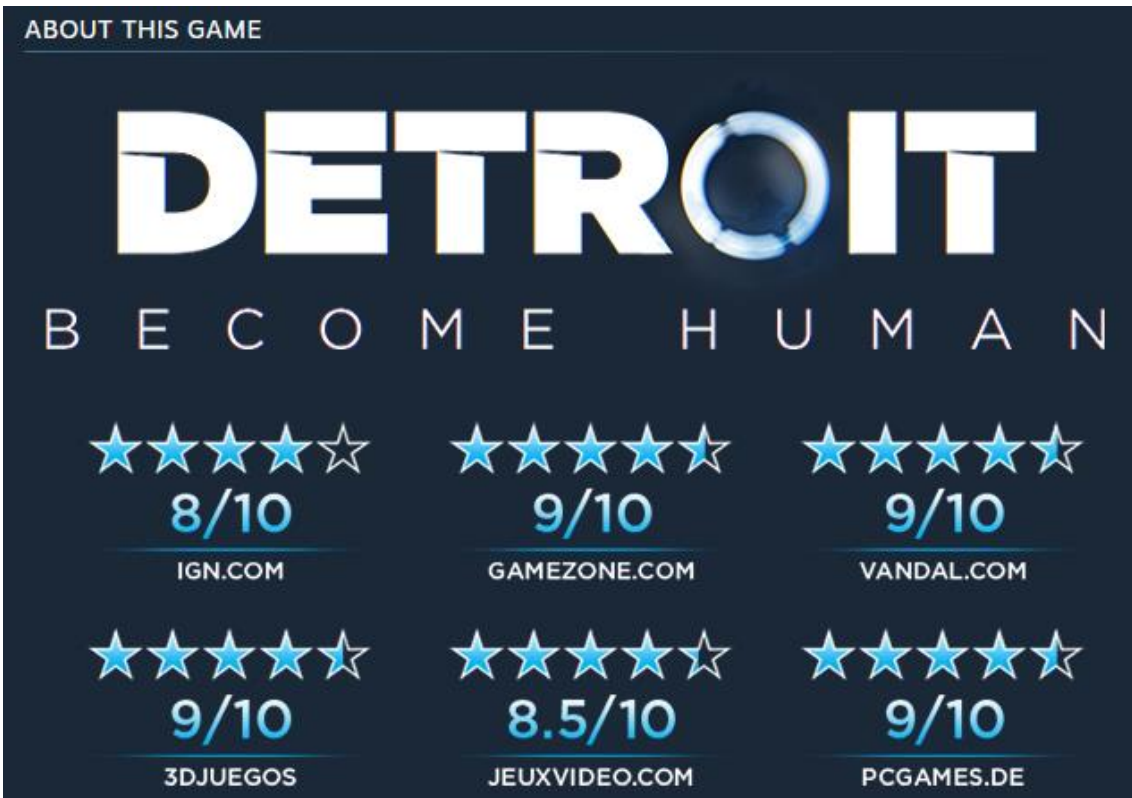 ABOUT THIS GAME
DETROIT
BECOME HUMAN
8/10 9/10 9/10
IGN.COM GAMEZONE.COM VANDAL.COM
9/10 8.5/10 9/10
3DJUEGOS JEUXVIDEO.COM PCGAMES.DE